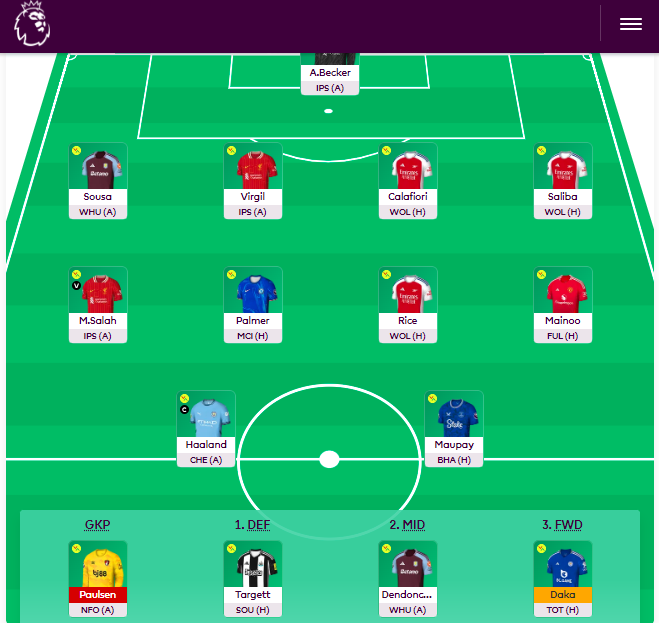 A.Becker
IPS (A)
Sousa
WHU (A)
Virgil
IPS (A)
Calafiori
WOL (H)
Saliba
WOL (H)
V
M.Salah
IPS (A)
Palmer
MCI (H)
Rice
WOL (H)
Mainoo
FUL (H)
C
Haaland
CHE (A)
Maupay
BHA (H)
GKP
1. DEF
2. MID
3. FWD
Paulsen
NFO (A)
Targett
SOU (H)
Dendonc...
WHU (A)
Daka
TOT (H)